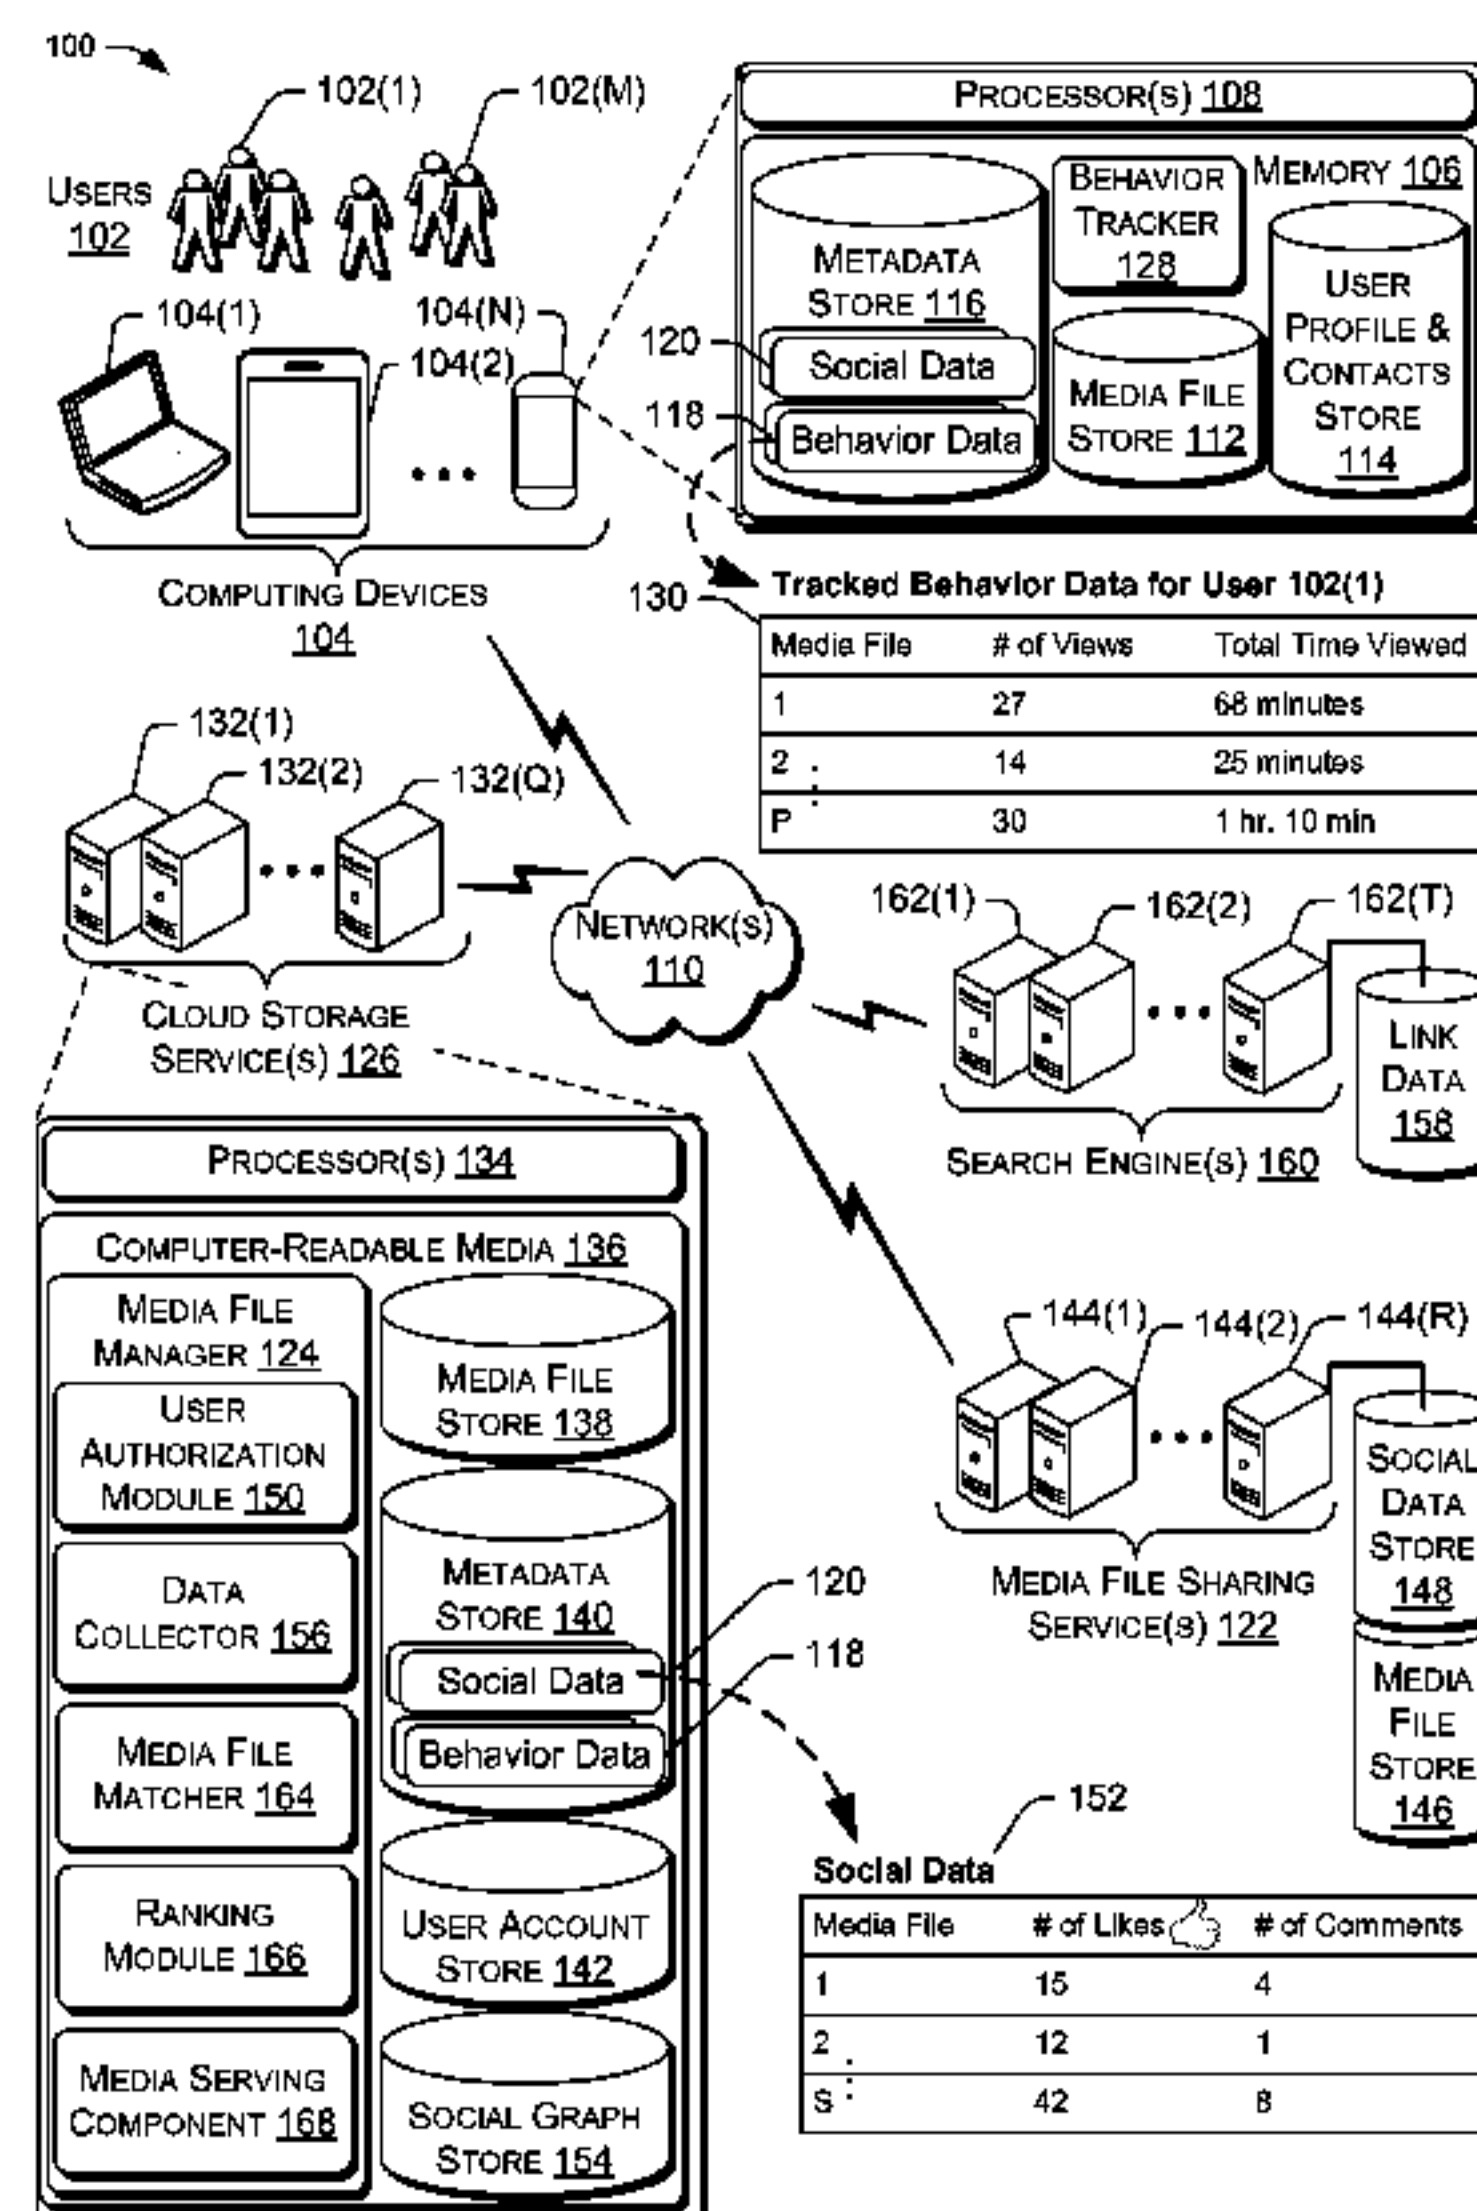 100
102(1)
102(M)
USERS
102
104(1)
104(N)
104(2)
COMPUTING DEVICES
104
PROCESSOR(S) 108
MEMORY 106
METADATA
STORE 116
120
Social Data
118
Behavior Data
BEHAVIOR
TRACKER
128
MEDIA FILE
STORE 112
USER
PROFILE &
CONTACTS
STORE
114
Tracked Behavior Data for User 102(1)
130
Media File # of Views Total Time Viewed
1 27 68 minutes
2 14 25 minutes
P 30 1 hr. 10 min
132(1)
132(2)
132(Q)
CLOUD STORAGE
SERVICE(S) 126
NETWORK(S)
110
162(1)
162(2)
162(T)
LINK
DATA
158
SEARCH ENGINE(S) 160
PROCESSOR(S) 134
COMPUTER-READABLE MEDIA 136
MEDIA FILE
MANAGER 124
USER
AUTHORIZATION
MODULE 150
DATA
COLLECTOR 156
MEDIA FILE
MATCHER 164
RANKING
MODULE 166
MEDIA SERVING
COMPONENT 168
MEDIA FILE
STORE 138
METADATA
STORE 140
120
Social Data
118
Behavior Data
USER ACCOUNT
STORE 142
SOCIAL GRAPH
STORE 154
144(1)
144(2)
144(R)
MEDIA FILE SHARING
SERVICE(S) 122
SOCIAL
DATA
STORE
148
MEDIA
FILE
STORE
146
152
Social Data
Media File # of Likes # of Comments
1 15 4
2 12 1
S 42 8